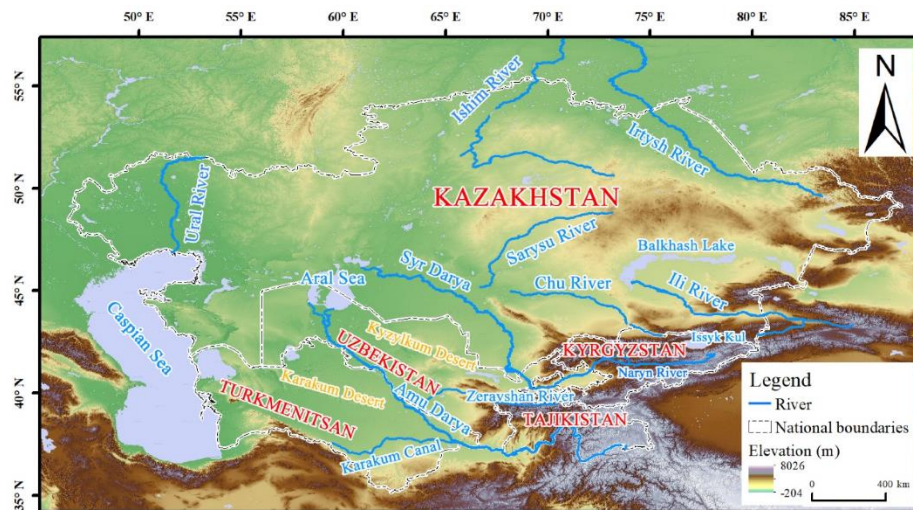 50° E 55° E 60° E 65° E 70° E 75° E 80° E 85° E
55° N
50° N
45° N
40° N
35° N
N
Ishim River
Irtysh River
Ural River
KAZAKHSTAN
Sarysu River
Balkhash Lake
Syr Darya
Aral Sea
Chu River
Ili River
Caspian Sea
Kyzylkum Desert
Issyk Kul
UZBEKISTAN
KYRGYZSTAN
Naryn River
Karakum Desert
Zeravshan River
TURKMENITSAN
Amu Darya
TAJIKISTAN
Karakum Canal
Legend
River
National boundaries
Elevation (m)
8026
-204
0 400 km